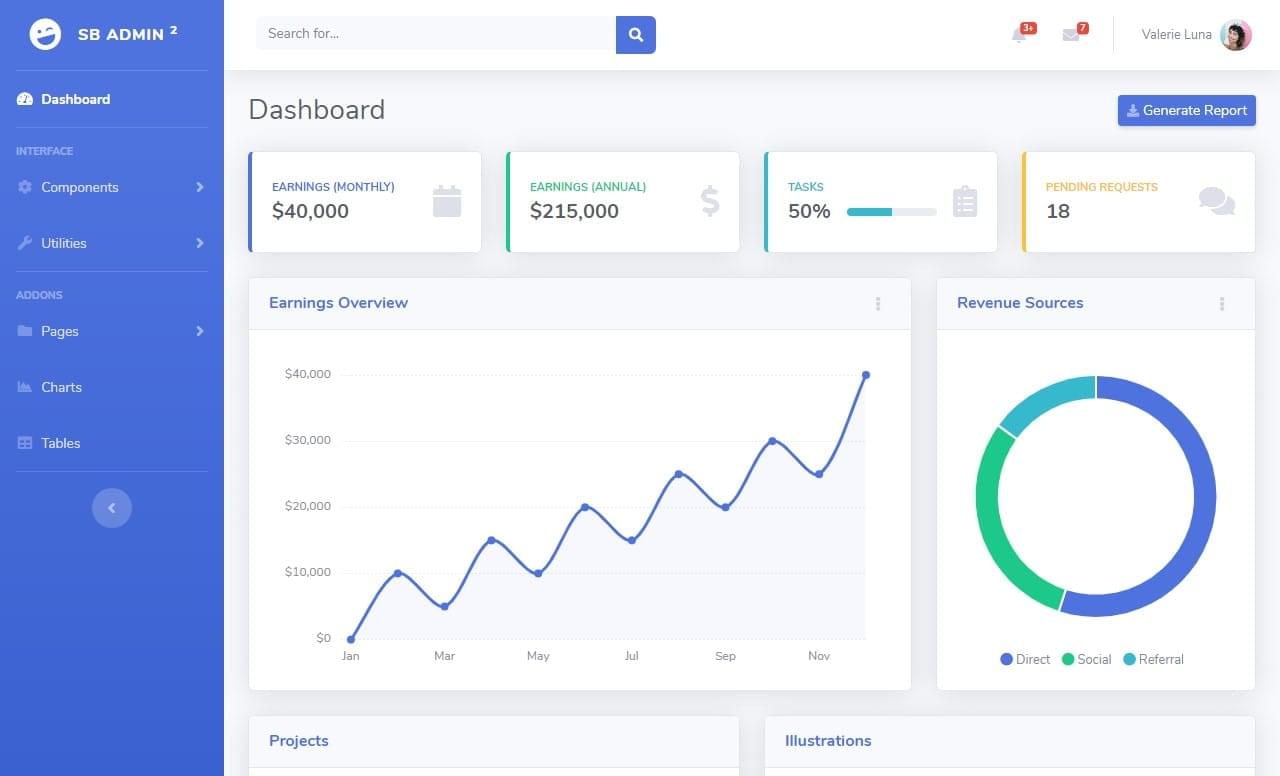 SB ADMIN 2
Dashboard
INTERFACE
Components
Utilities
ADDONS
Pages
Charts
Tables
Search for...
3+
7
Valerie Luna
Dashboard
Generate Report
EARNINGS (MONTHLY)
$40,000
EARNINGS (ANNUAL)
$215,000
TASKS
50%
PENDING REQUESTS
18
Earnings Overview
$40,000
$30,000
$20,000
$10,000
$0
Jan Mar May Jul Sep Nov
Revenue Sources
Direct Social Referral
Projects
Illustrations